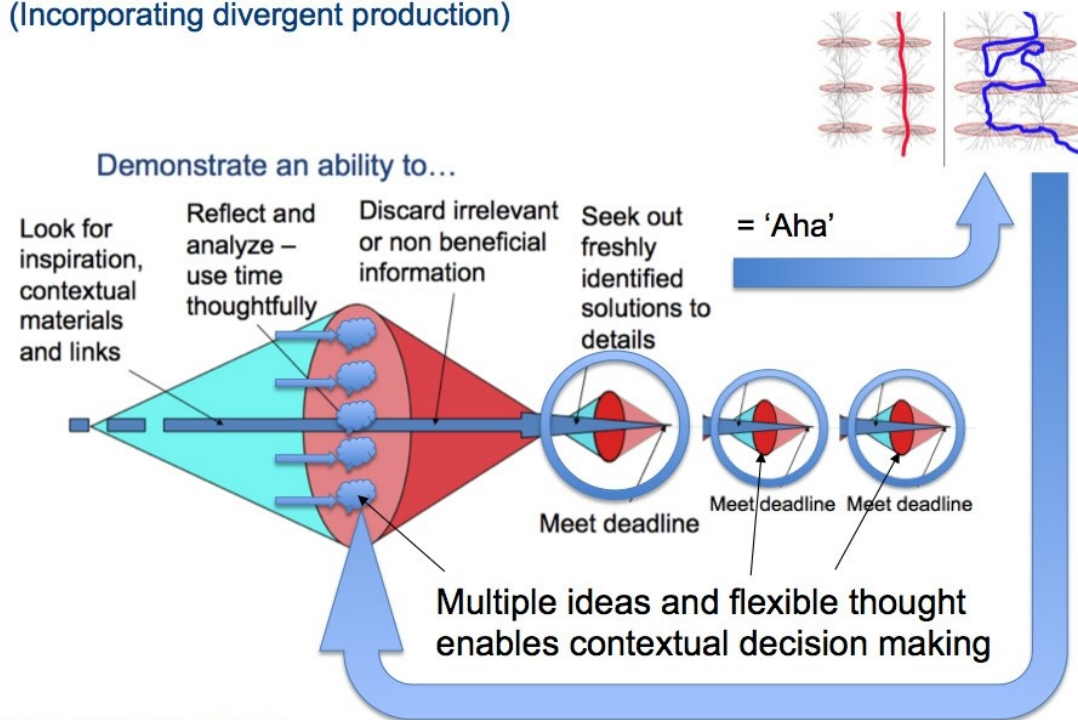 (Incorporating divergent production)
Demonstrate an ability to…
Look for
inspiration,
contextual
materials
and links
Reflect and
analyze –
use time
thoughtfully
Discard irrelevant
or non beneficial
information
Seek out
freshly
identified
solutions to
details
= ‘Aha’
Meet deadline
Meet deadline
Meet deadline
Multiple ideas and flexible thought
enables contextual decision making